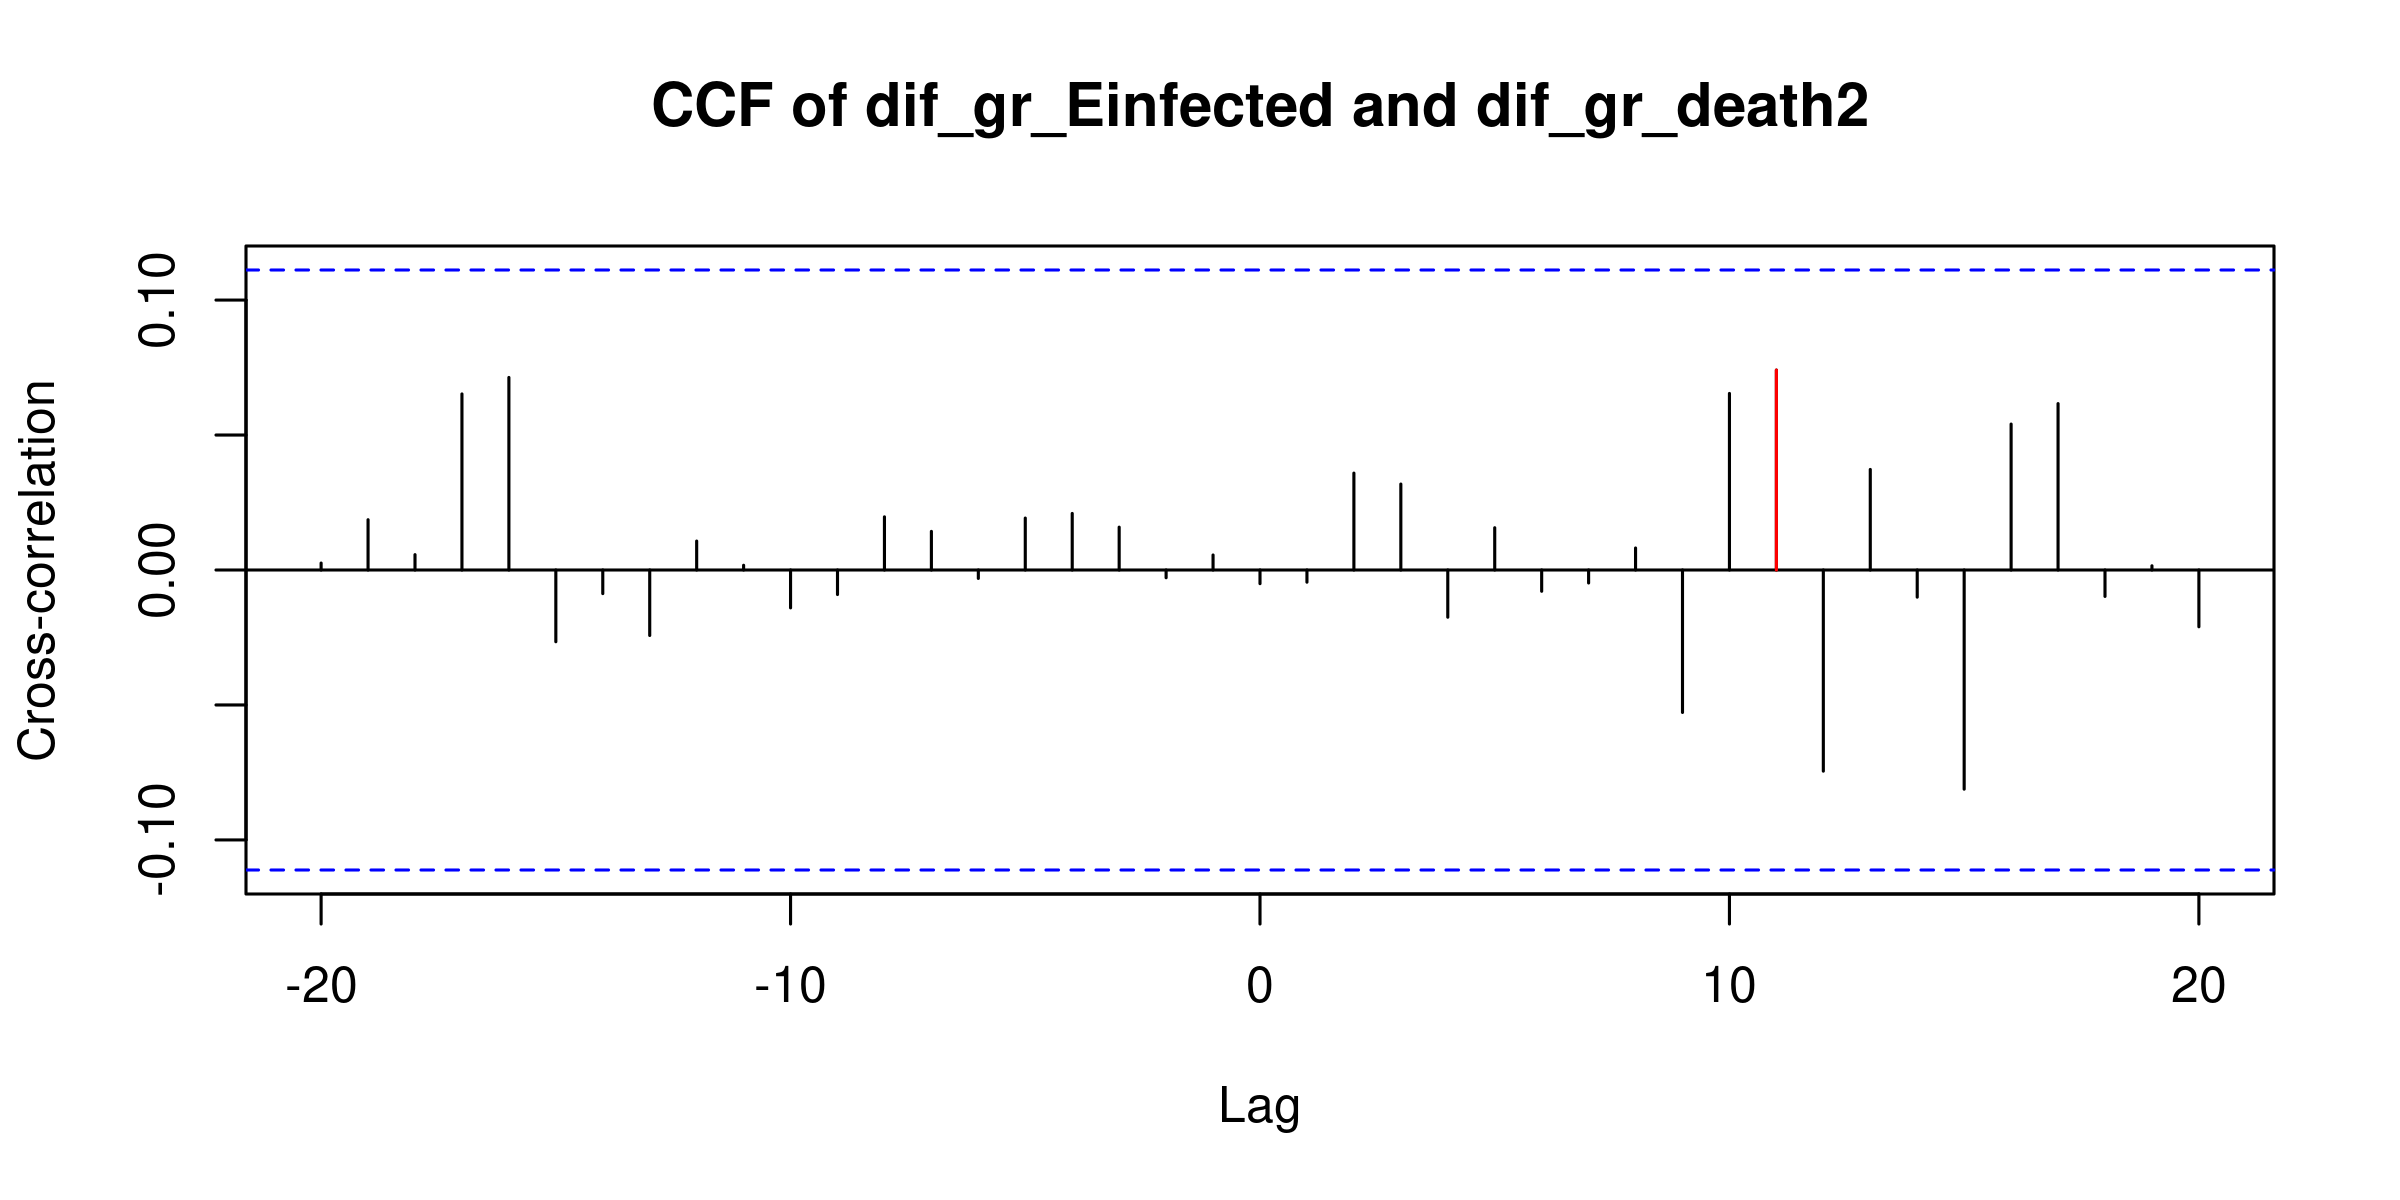 CCF of dif_gr_Einfected and dif_gr_death2
Cross-correlation
0.10
0.00
-0.10
-20 -10 0 10 20
Lag